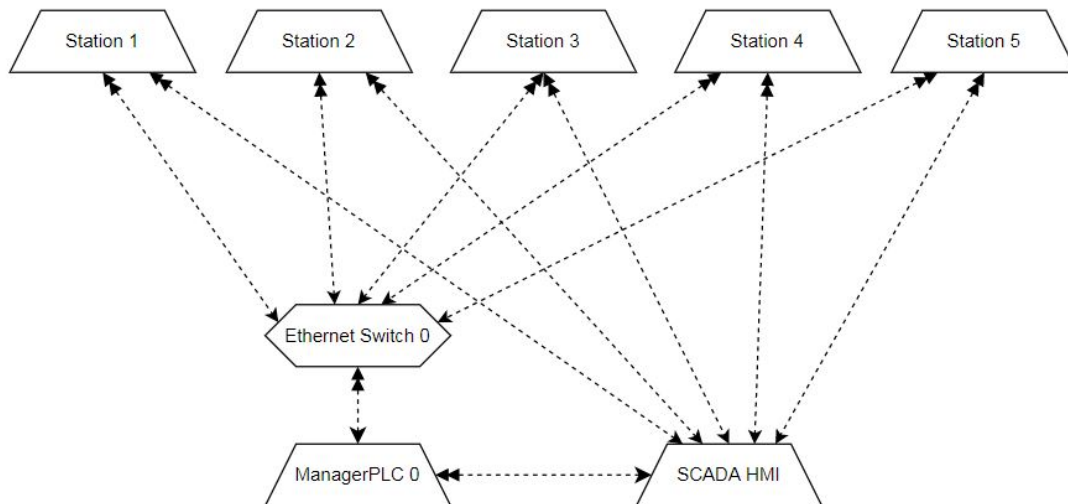 Station 1
Station 2
Station 3
Station 4
Station 5
Ethernet Switch 0
ManagerPLC 0
SCADA HMI